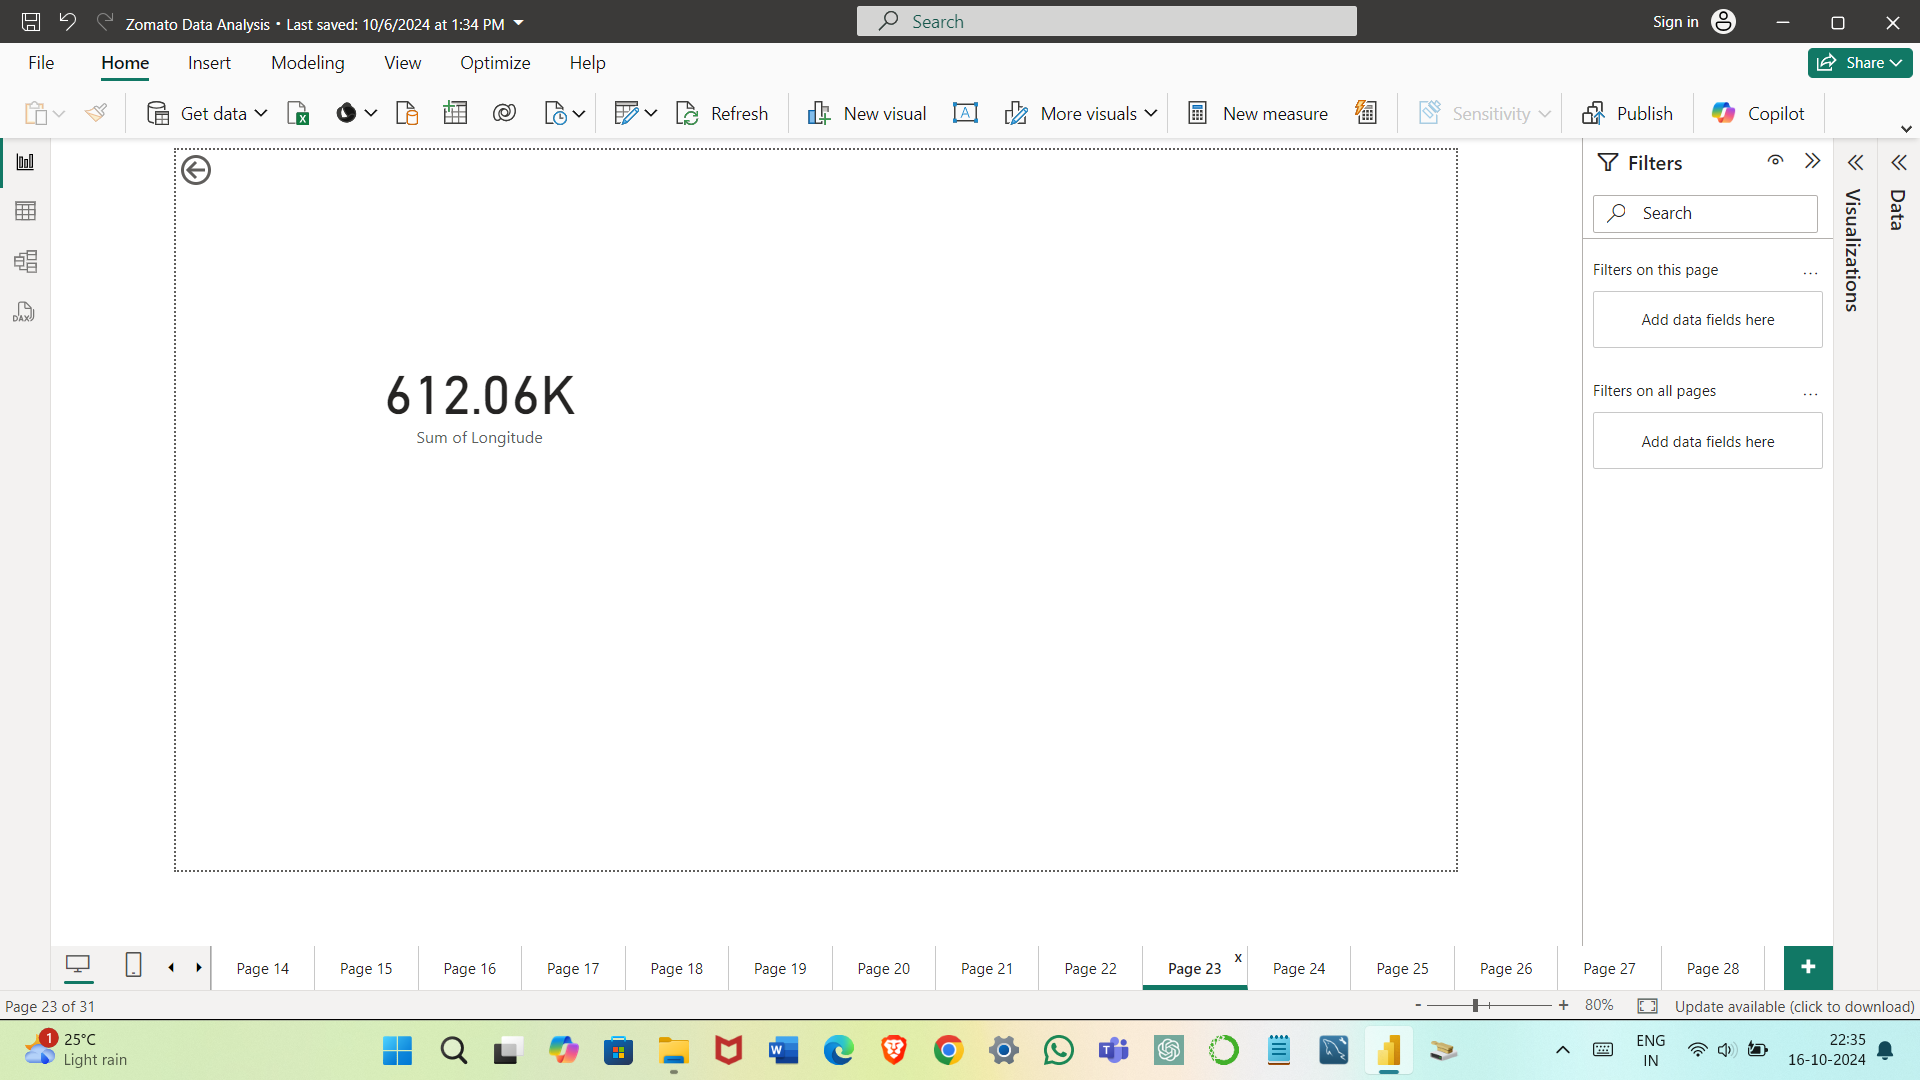 Zomato Data Analysis • Last saved: 10/6/2024 at 1:34 PM
Search
Sign in
File Home Insert Modeling View Optimize Help
Share
Get data
Refresh
New visual
More visuals
New measure
Sensitivity
Publish
Copilot
DAX
612.06K
Sum of Longitude
Filters
Search
Filters on this page ...
Add data fields here
Filters on all pages ...
Add data fields here
Visualizations
Data
Page 14 Page 15 Page 16 Page 17 Page 18 Page 19 Page 20 Page 21 Page 22 Page 23 x Page 24 Page 25 Page 26 Page 27 Page 28 +
Page 23 of 31
- + 80%
Update available (click to download)
1
25°C
Light rain
ENG
IN
22:35
16-10-2024